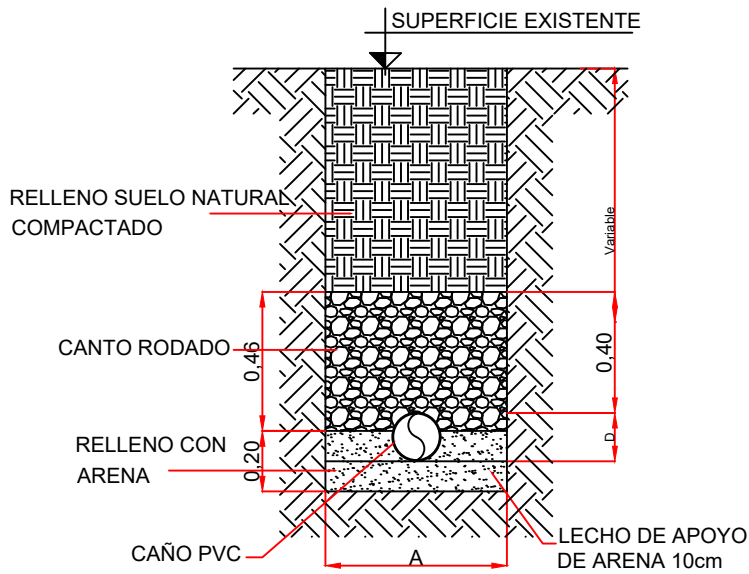 SUPERFICIE EXISTENTE
RELLENO SUELO NATURAL
COMPACTADO
Variable
CANTO RODADO
0,46
0,40
RELLENO CON
ARENA
0,20
D
CAÑO PVC
A
LECHO DE APOYO
DE ARENA 10cm